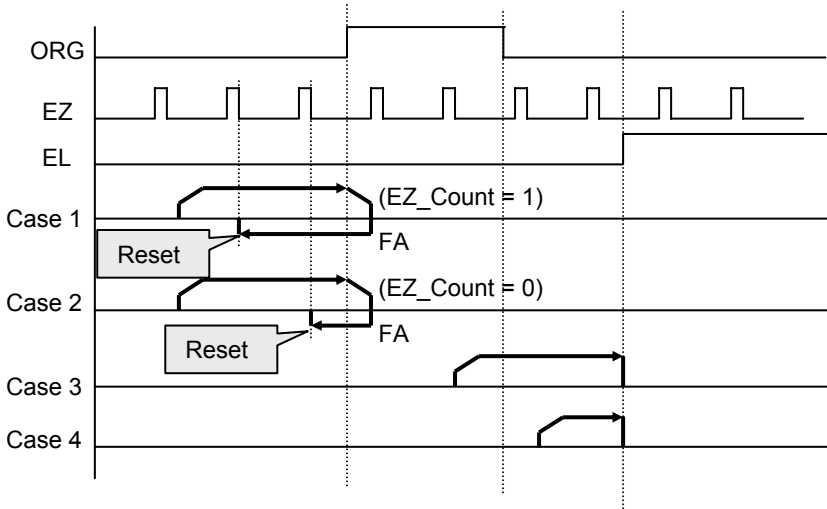 ORG
EZ
EL
(EZ_Count = 1)
Case 1
FA
Reset
(EZ_Count = 0)
Case 2
FA
Reset
Case 3
Case 4